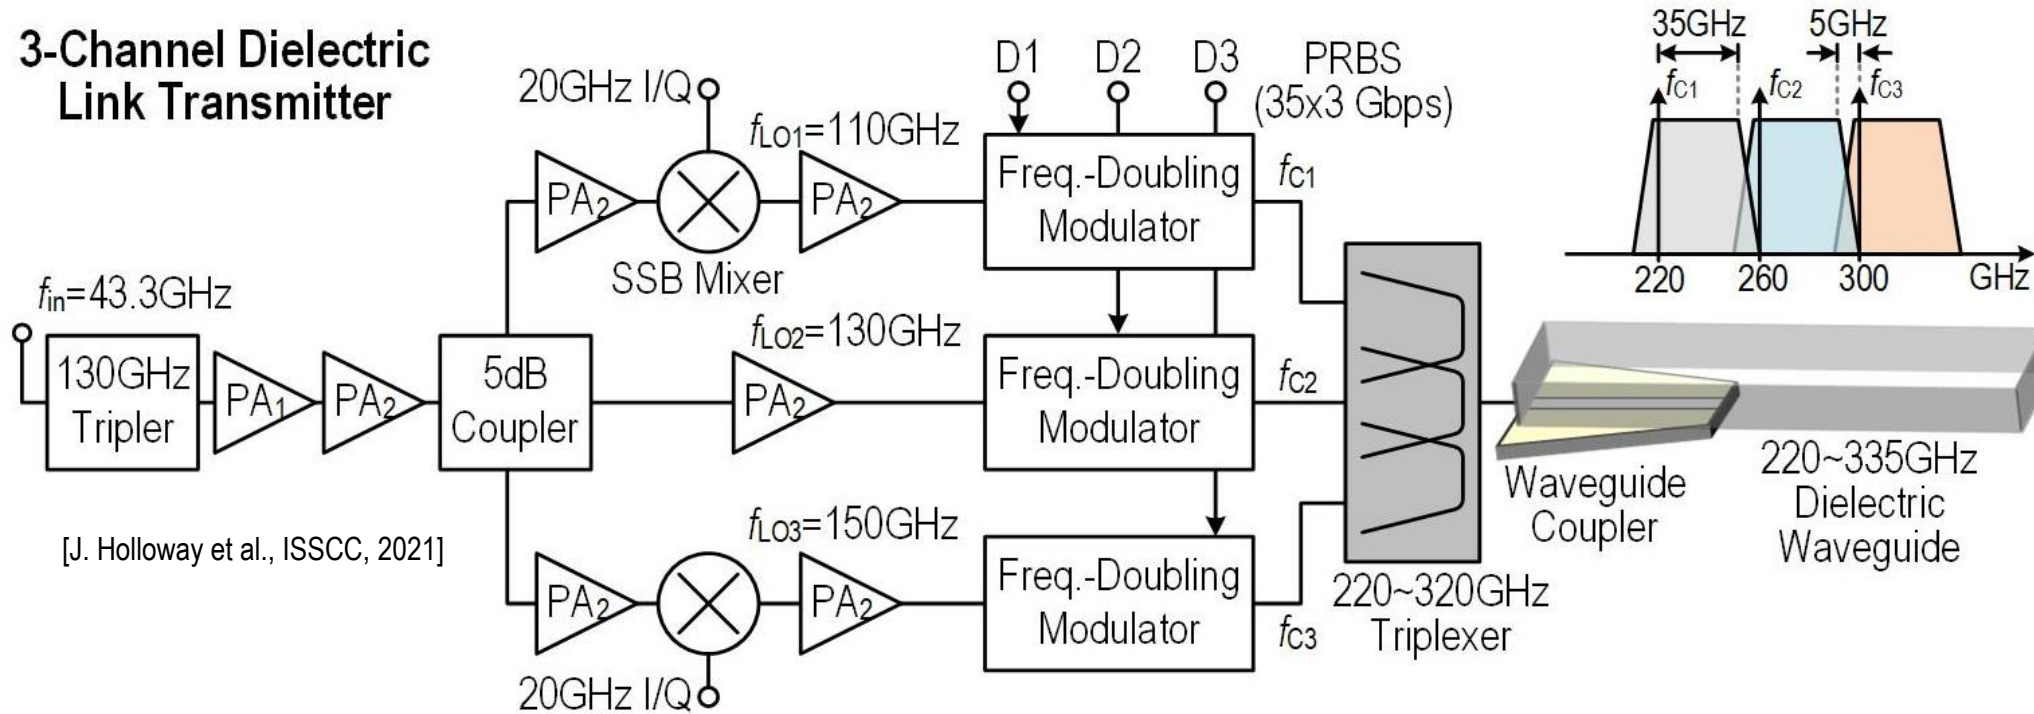 3-Channel Dielectric
Link Transmitter
20GHz I/Q
D1
D2
D3
PRBS
(35x3 Gbps)
35GHz
5GHz
fC1
fC2
fC3
220
260
300
GHz
PA2
SSB Mixer
fLO1=110GHz
PA2
Freq.-Doubling
Modulator
fC1
fin=43.3GHz
130GHz
Tripler
PA1
PA2
5dB
Coupler
fLO2=130GHz
PA2
Freq.-Doubling
Modulator
fC2
Waveguide
Coupler
220~335GHz
Dielectric
Waveguide
[J. Holloway et al., ISSCC, 2021]
PA2
20GHz I/Q
fLO3=150GHz
PA2
Freq.-Doubling
Modulator
fC3
220~320GHz
Triplexer